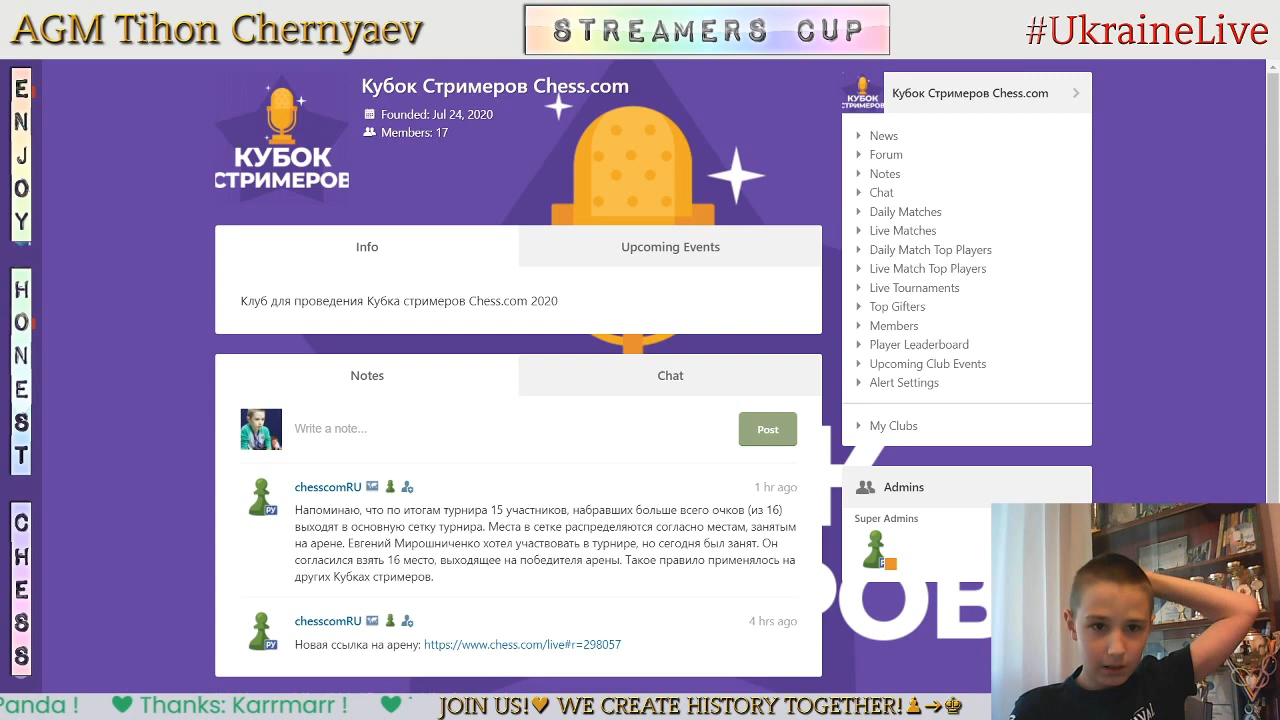 AGM Tihon Chernyaev
STREAMERS CUP
#UkraineLive
ENJOY
HONEST
CHESS
КУБОК
СТРИМЕРОВ
Кубок Стримеров Chess.com
Founded: Jul 24, 2020
Members: 17
Info
Upcoming Events
Клуб для проведения Кубка стримеров Chess.com 2020
Notes
Chat
Write a note...
Post
chesscomRU
1 hr ago
РУ
Напоминаю, что по итогам турнира 15 участников, набравших больше всего очков (из 16)
выходят в основную сетку турнира. Места в сетке распределяются согласно местам, занятым
на арене. Евгений Мирошниченко хотел участвовать в турнире, но сегодня был занят. Он
согласился взять 16 место, выходящее на победителя арены. Такое правило применялось на
других Кубках стримеров.
chesscomRU
4 hrs ago
РУ
Новая ссылка на арену: https://www.chess.com/live#r=298057
КУБОК
СТРИМЕРОВ
Кубок Стримеров Chess.com
News
Forum
Notes
Chat
Daily Matches
Live Matches
Daily Match Top Players
Live Match Top Players
Live Tournaments
Top Gifters
Members
Player Leaderboard
Upcoming Club Events
Alert Settings
My Clubs
Admins
Super Admins
РОВ
Panda !
Thanks: Karrmarr !
JOIN US! WE CREATE HISTORY TOGETHER!